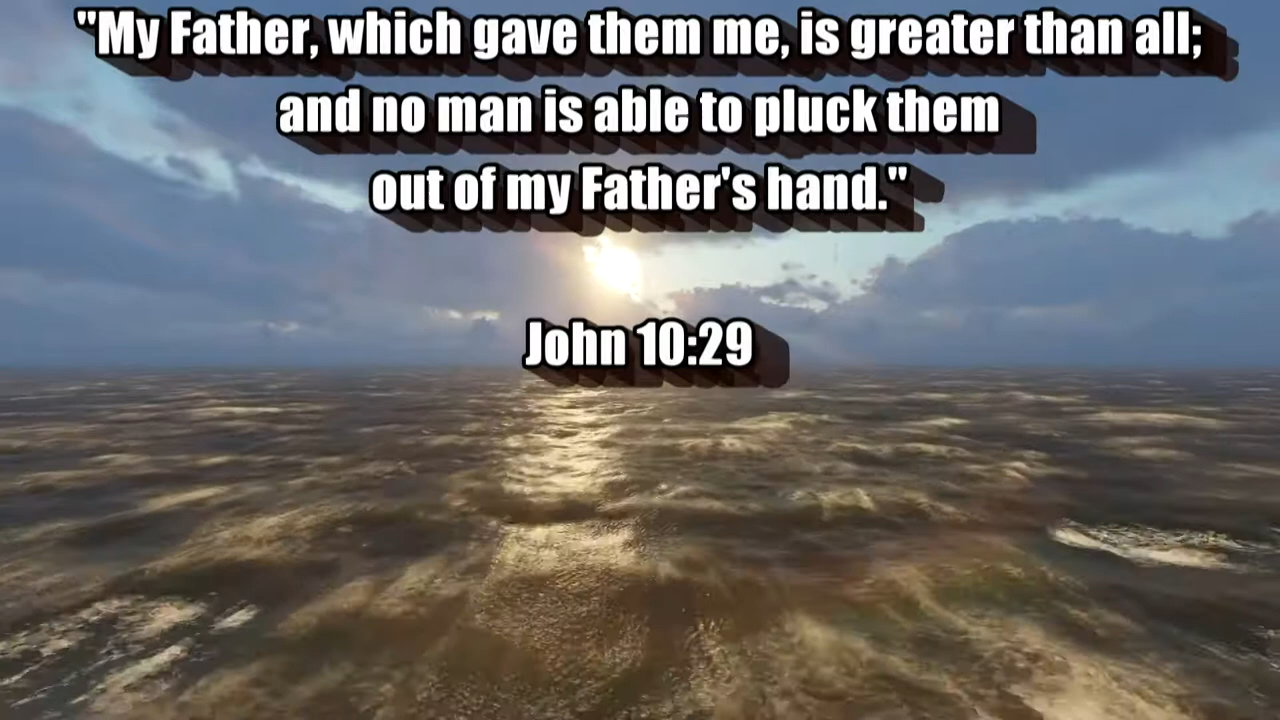 "My Father, which gave them me, is greater than all;
and no man is able to pluck them
out of my Father's hand."
John 10:29